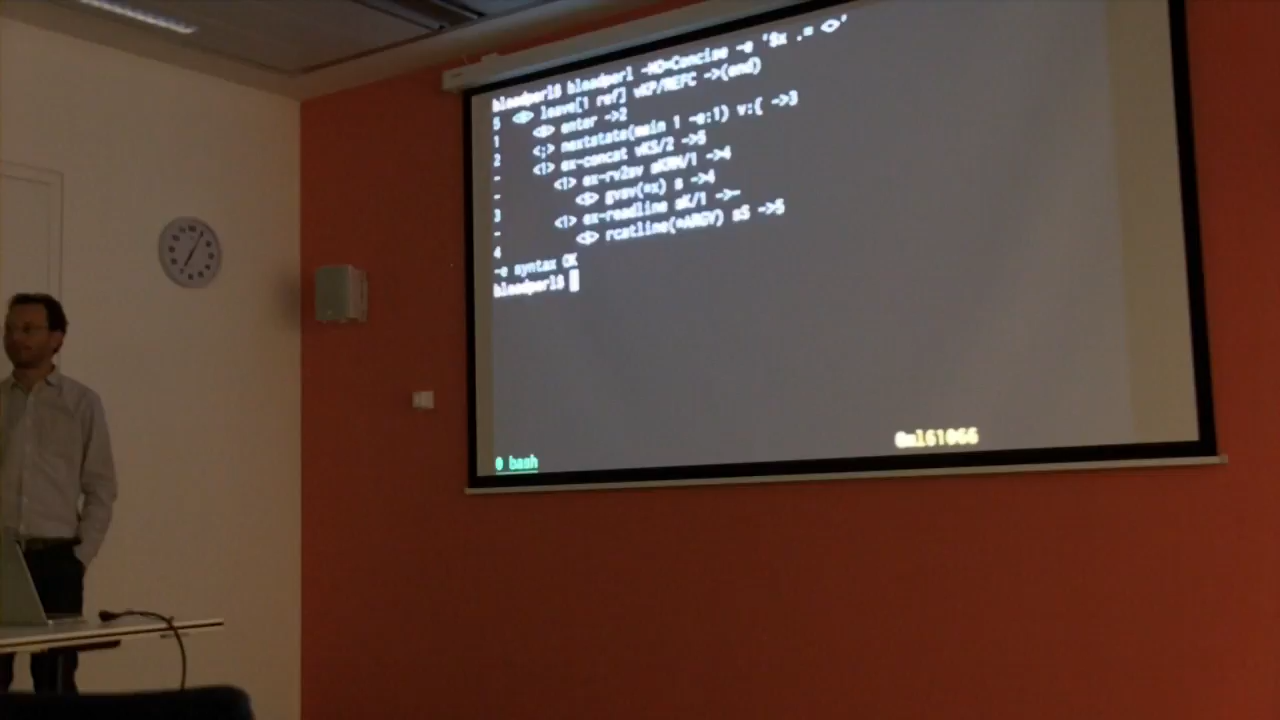 bleadperl$ bleadperl -MO=Concise -e '$x .= <>'
5 <@> leave[1 ref] vKP/REFC ->(end)
1 <0> enter ->2
2 <;> nextstate(main 1 -e:1) v:{ ->3
- <1> ex-concat vKS/2 ->5
- <1> ex-rv2sv sKRM/1 ->4
3 <$> gvsv(*x) s ->4
- <1> ex-readline sK/1 ->-
4 <$> rcatline(*ARGV) sS ->5
-e syntax OK
bleadperl$
0 bash